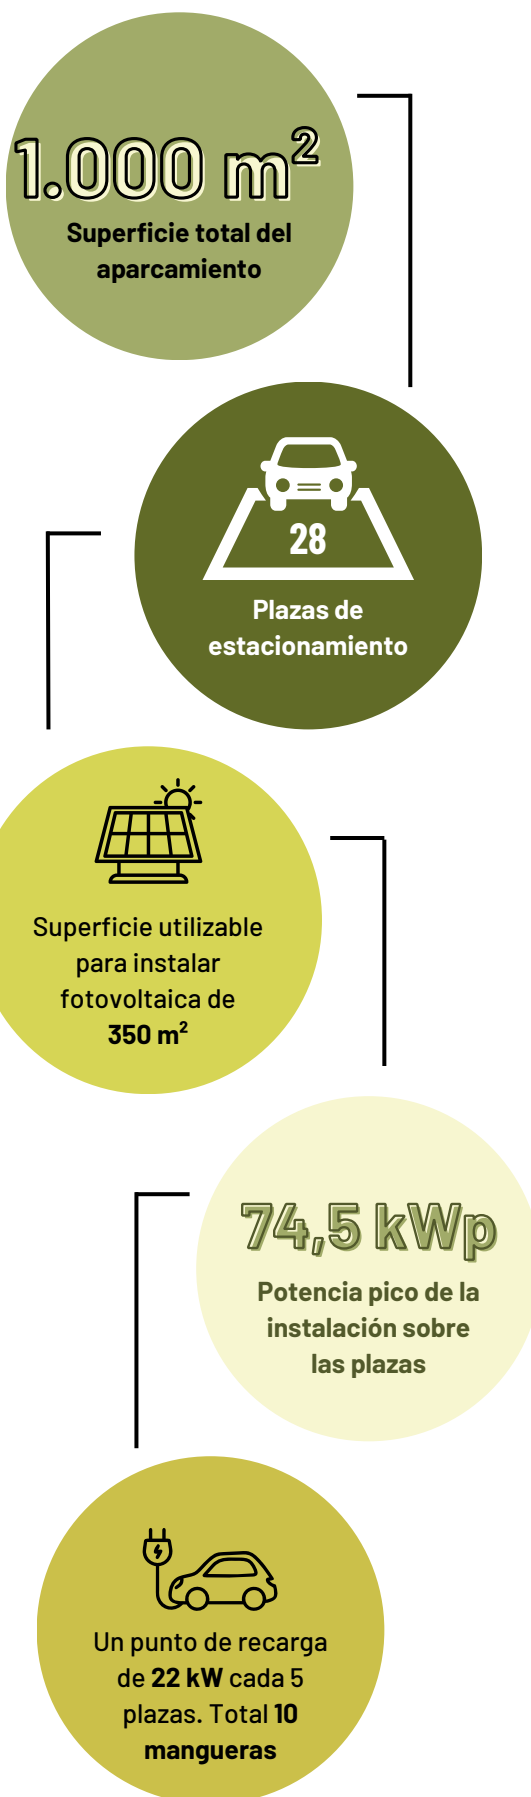 1.000 m²
Superficie total del
aparcamiento
28
Plazas de
estacionamiento
Superficie utilizable
para instalar
fotovoltaica de
350 m²
74,5 kWp
Potencia pico de la
instalación sobre
las plazas
Un punto de recarga
de 22 kW cada 5
plazas. Total 10
mangueras